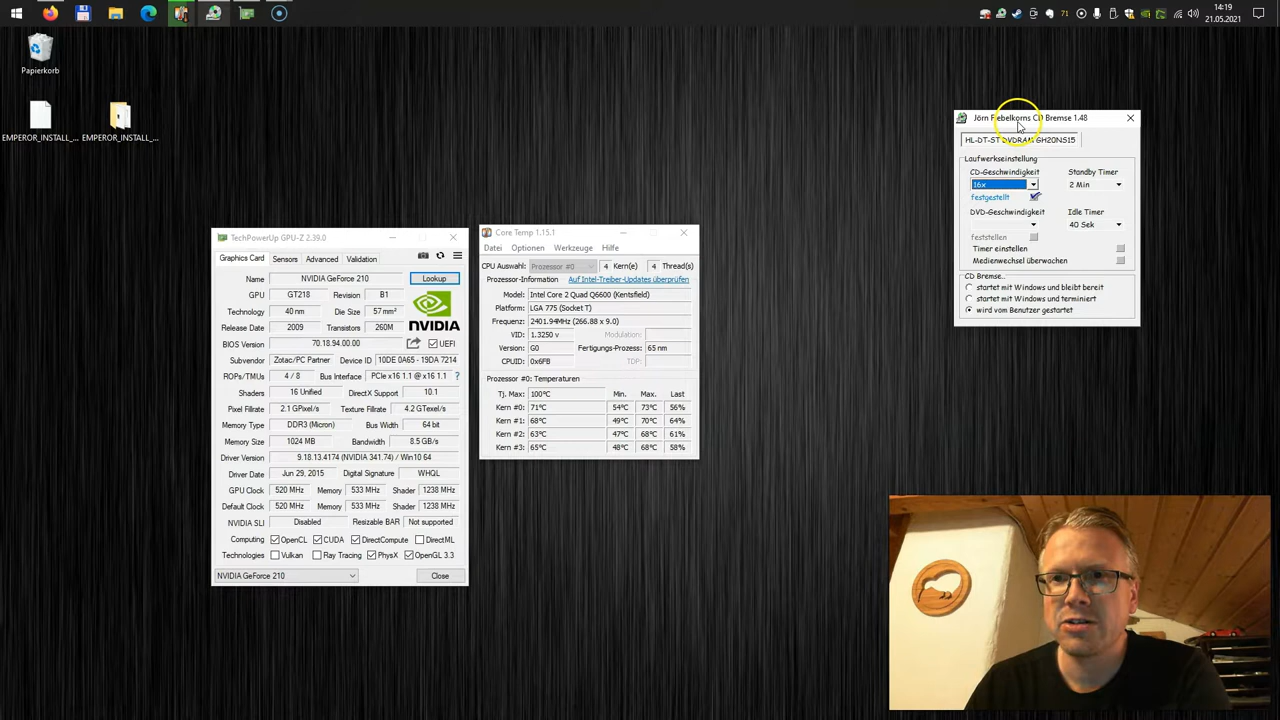 71
14:19
21.05.2021
Papierkorb
EMPEROR_INSTALL_...
EMPEROR_INSTALL_...
TechPowerUp GPU-Z 2.39.0
Graphics Card Sensors Advanced Validation
Name NVIDIA GeForce 210 Lookup
GPU GT218 Revision B1
Technology 40 nm Die Size 57 mm²
Release Date 2009 Transistors 260M
NVIDIA
BIOS Version 70.18.94.00.00 UEFI
Subvendor Zotac/PC Partner Device ID 10DE 0A65 - 19DA 7214
ROPs/TMUs 4 / 8 Bus Interface PCIe x16 1.1 @ x16 1.1 ?
Shaders 16 Unified DirectX Support 10.1
Pixel Fillrate 2.1 GPixel/s Texture Fillrate 4.2 GTexel/s
Memory Type DDR3 (Micron) Bus Width 64 bit
Memory Size 1024 MB Bandwidth 8.5 GB/s
Driver Version 9.18.13.4174 (NVIDIA 341.74) / Win10 64
Driver Date Jun 29, 2015 Digital Signature WHQL
GPU Clock 520 MHz Memory 533 MHz Shader 1238 MHz
Default Clock 520 MHz Memory 533 MHz Shader 1238 MHz
NVIDIA SLI Disabled Resizable BAR Not supported
Computing OpenCL CUDA DirectCompute DirectML
Technologies Vulkan Ray Tracing PhysX OpenGL 3.3
NVIDIA GeForce 210 Close
Core Temp 1.15.1
Datei Optionen Werkzeuge Hilfe
CPU Auswahl: Prozessor #0 4 Kern(e) 4 Thread(s)
Prozessor-Information Auf Intel-Treiber-Updates überprüfen
Model: Intel Core 2 Quad Q6600 (Kentsfield)
Platform: LGA 775 (Socket T)
Frequenz: 2401.94MHz (266.88 x 9.0)
VID: 1.3250 v Modulation:
Version: G0 Fertigungs-Prozess: 65 nm
CPUID: 0x6FB TDP:
Prozessor #0: Temperaturen
Tj. Max: 100°C Min. Max. Last
Kern #0: 71°C 54°C 73°C 56%
Kern #1: 68°C 49°C 70°C 64%
Kern #2: 63°C 47°C 68°C 61%
Kern #3: 65°C 48°C 68°C 58%
Jörn Fiebelkorns CD Bremse 1.48
HL-DT-ST DVDRAM GH20NS15
Laufwerkseinstellung
CD-Geschwindigkeit Standby Timer
16x 2 Min
festgestellt
DVD-Geschwindigkeit Idle Timer
40 Sek
feststellen
Timer einstellen
Medienwechsel überwachen
CD Bremse..
startet mit Windows und bleibt bereit
startet mit Windows und terminiert
wird vom Benutzer gestartet